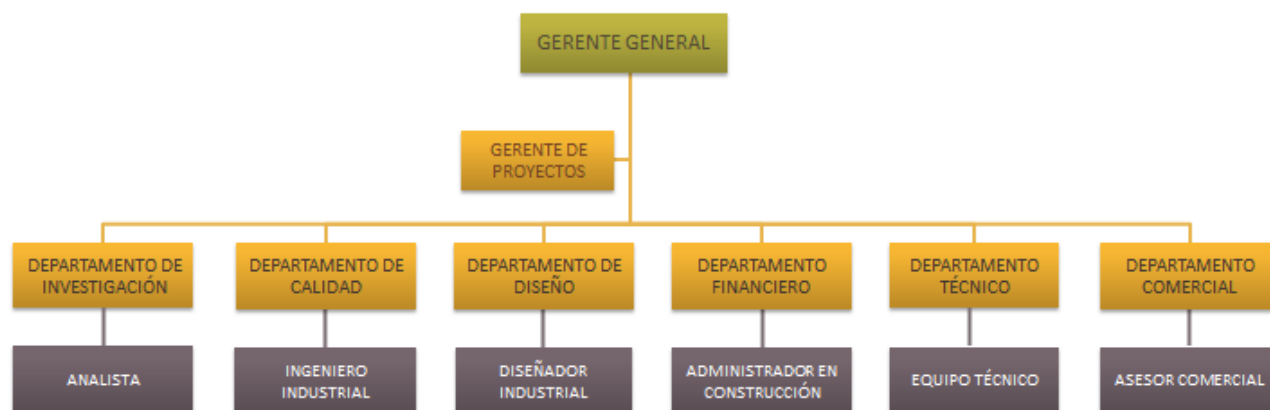 GERENTE GENERAL
GERENTE DE
PROYECTOS
DEPARTAMENTO DE
INVESTIGACIÓN
DEPARTAMENTO DE
CALIDAD
DEPARTAMENTO DE
DISEÑO
DEPARTAMENTO
FINANCIERO
DEPARTAMENTO
TÉCNICO
DEPARTAMENTO
COMERCIAL
ANALISTA
INGENIERO
INDUSTRIAL
DISEÑADOR
INDUSTRIAL
ADMINISTRADOR EN
CONSTRUCCIÓN
EQUIPO TÉCNICO
ASESOR COMERCIAL